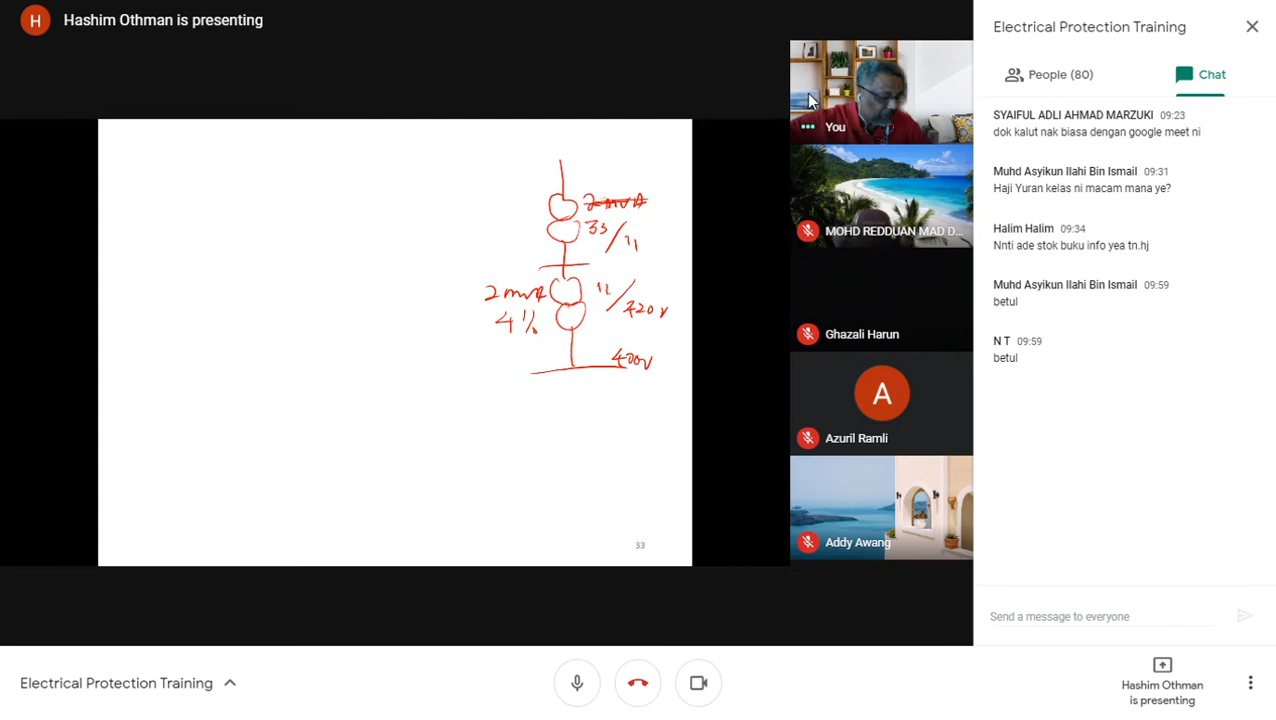 H
Hashim Othman is presenting
Electrical Protection Training
People (80)
Chat
SYAIFUL ADLI AHMAD MARZUKI 09:23
dok kalut nak biasa dengan google meet ni
Muhd Asyikun Ilahi Bin Ismail 09:31
Haji Yuran kelas ni macam mana ye?
Halim Halim 09:34
Nnti ade stok buku info yea tn.hj
Muhd Asyikun Ilahi Bin Ismail 09:59
betul
N T 09:59
betul
Send a message to everyone
You
MOHD REDDUAN MAD D...
Ghazali Harun
A
Azuril Ramli
Addy Awang
2 MVA
33/11
2 MVA
4%
11/420V
400V
33
Electrical Protection Training
Hashim Othman
is presenting